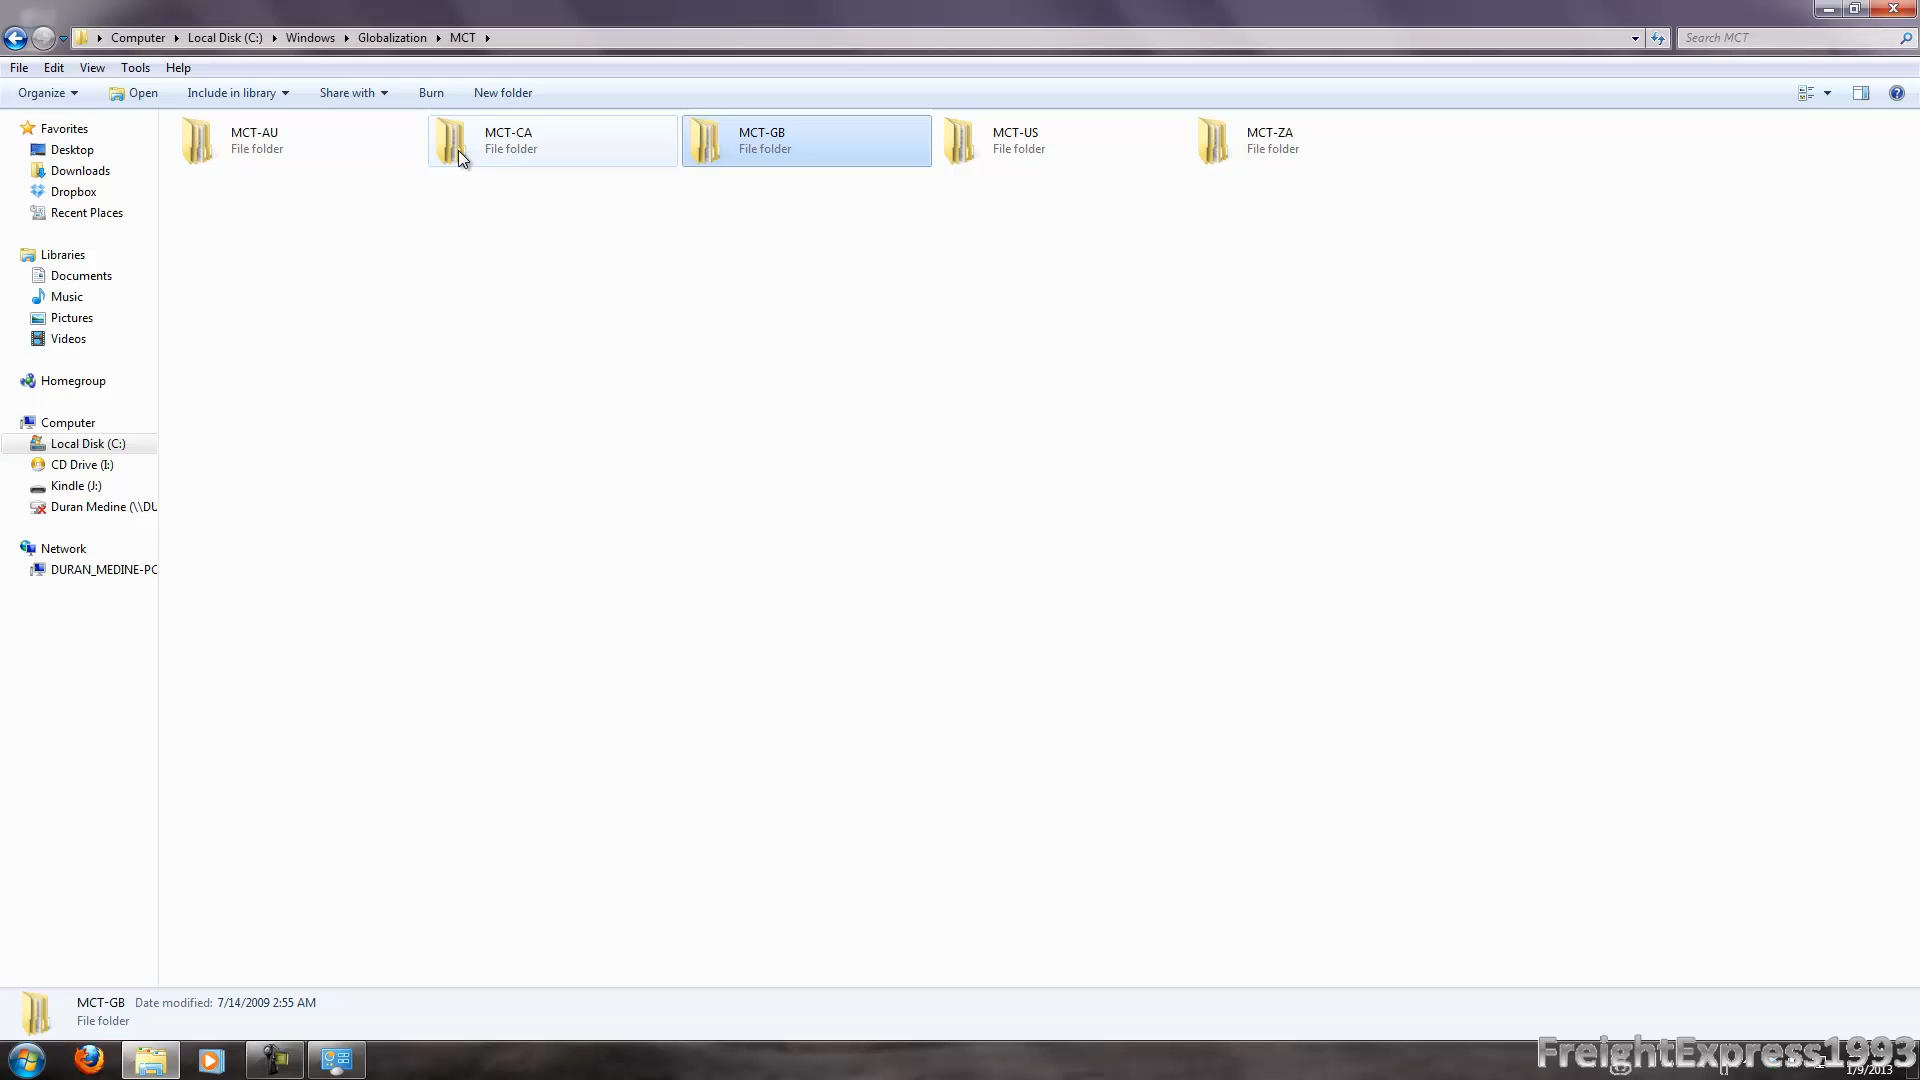 Computer Local Disk (C:) Windows Globalization MCT
Search MCT
File Edit View Tools Help
Organize Open Include in library Share with Burn New folder
Favorites
Desktop
Downloads
Dropbox
Recent Places
Libraries
Documents
Music
Pictures
Videos
Homegroup
Computer
Local Disk (C:)
CD Drive (I:)
Kindle (J:)
Duran Medine (\\DU
Network
DURAN_MEDINE-PC
MCT-AU
File folder
MCT-CA
File folder
MCT-GB
File folder
MCT-US
File folder
MCT-ZA
File folder
MCT-GB Date modified: 7/14/2009 2:55 AM
File folder
FreightExpress1993
1/9/2013